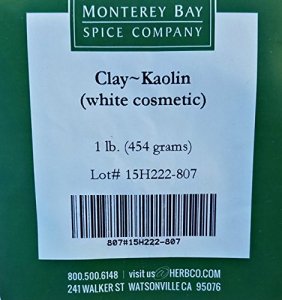 MONTEREY BAY
SPICE COMPANY
Clay~Kaolin
(white cosmetic)
1 lb. (454 grams)
Lot# 15H222-807
807#15H222-807
800.500.6148 | visit us @HERBCO.COM
241 WALKER ST WATSONVILLE CA 95076